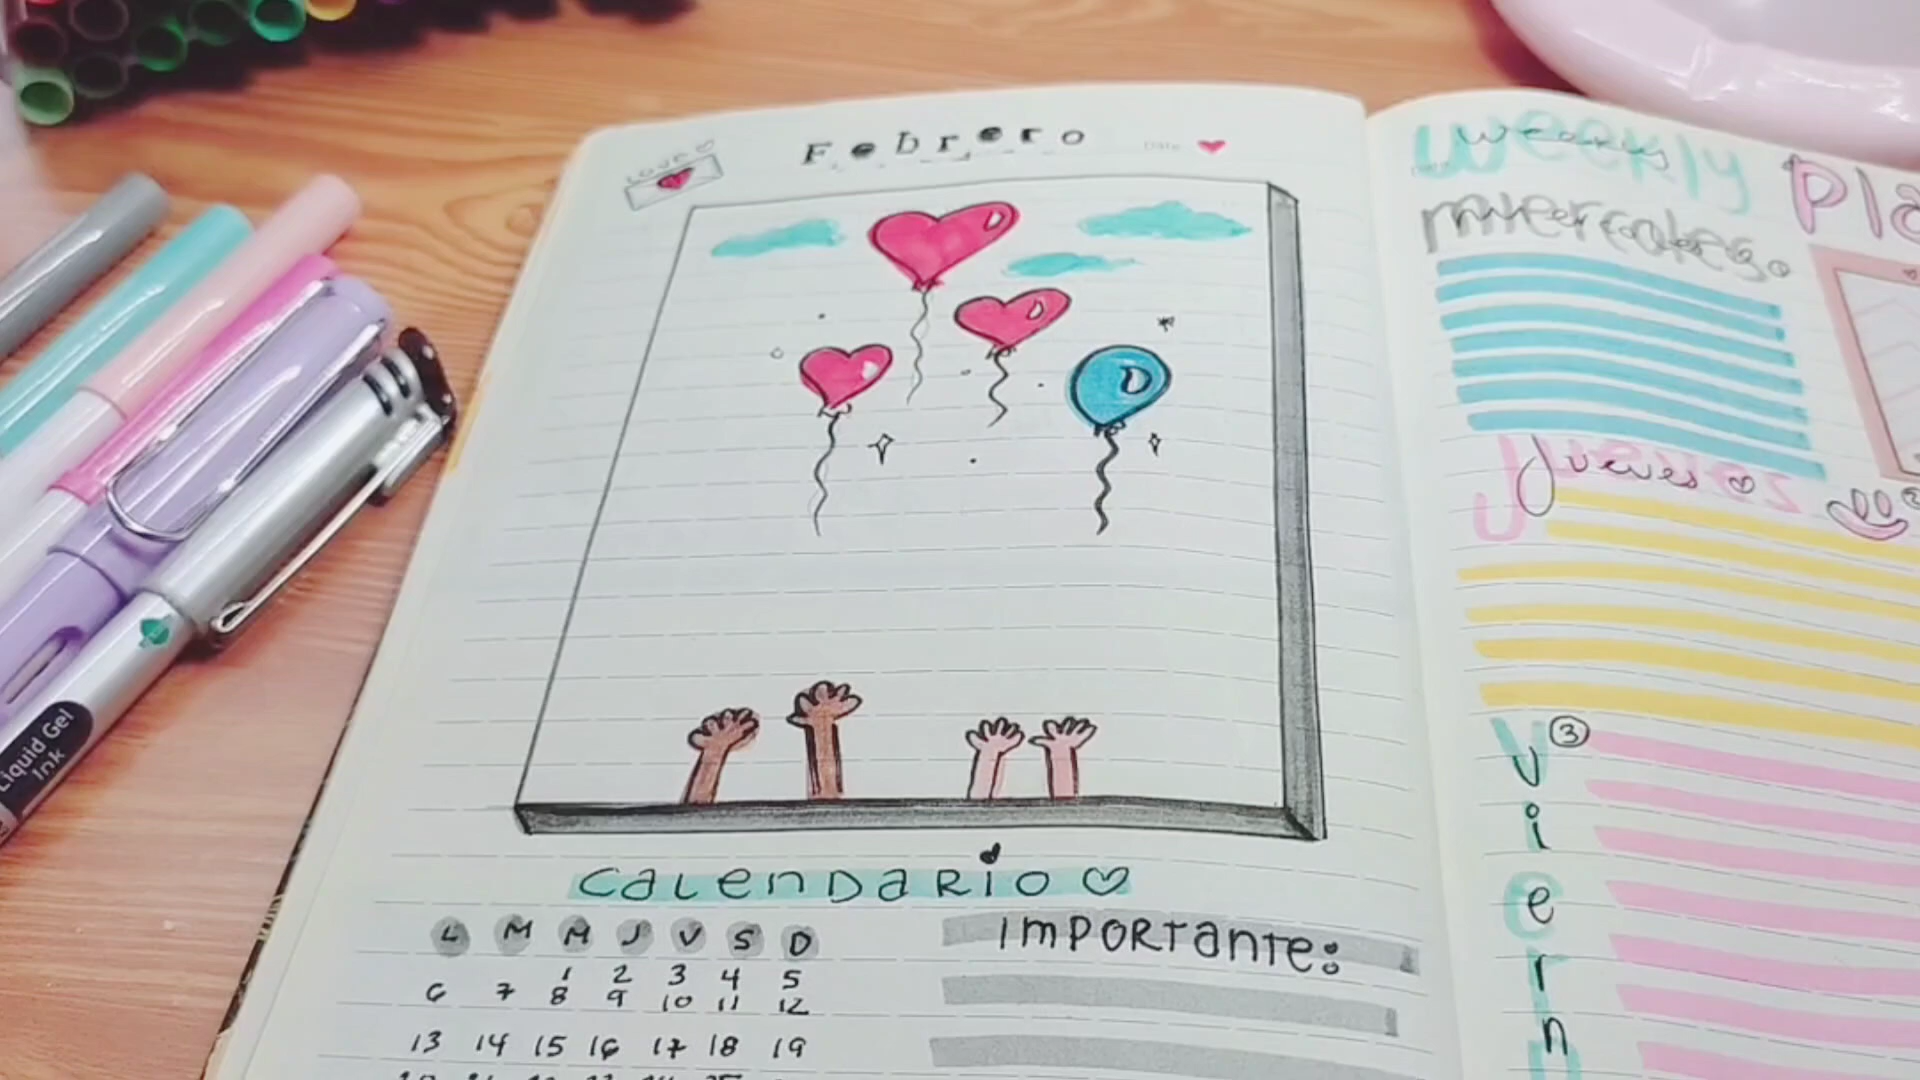 LOVE
Febrero
Date
CALENDARIO
L M M J V S D
1 2 3 4 5
6 7 8 9 10 11 12
13 14 15 16 17 18 19
IMPORTANTE:
Weekly
Weekly
Pla
miercoles
Jueves
V 3
i
e
r
n
Liquid Gel
Ink